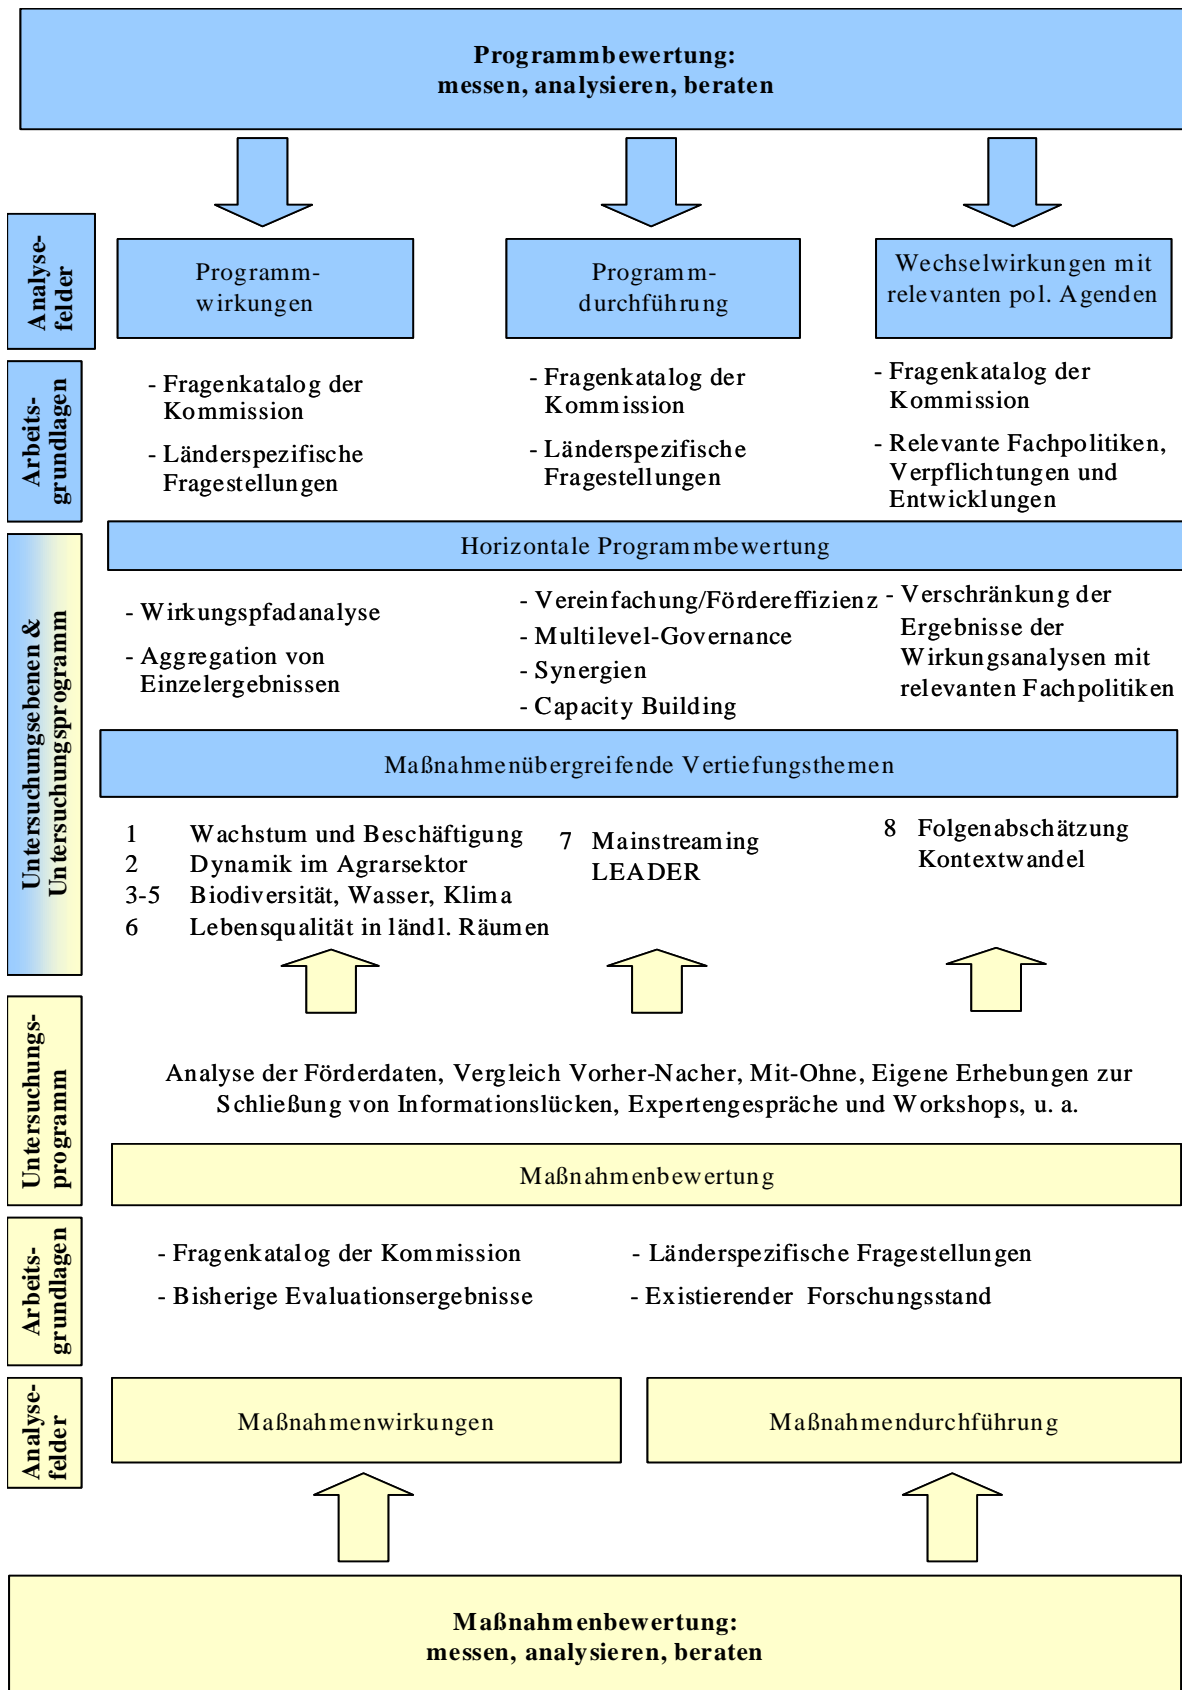 Programmbewertung:
messen, analysieren, beraten
Analyse-
felder
Programm-
wirkungen
Programm-
durchführung
Wechselwirkungen mit
relevanten pol. Agenden
Arbeits-
grundlagen
- Fragenkatalog der
Kommission
- Länderspezifische
Fragestellungen
- Fragenkatalog der
Kommission
- Länderspezifische
Fragestellungen
- Fragenkatalog der
Kommission
- Relevante Fachpolitiken,
Verpflichtungen und
Entwicklungen
Untersuchungsebenen &
Untersuchungsprogramm
Horizontale Programmbewertung
- Wirkungspfadanalyse
- Aggregation von
Einzelergebnissen
- Vereinfachung/Fördereffizienz
- Multilevel-Governance
- Synergien
- Capacity Building
- Verschränkung der
Ergebnisse der
Wirkungsanalysen mit
relevanten Fachpolitiken
Maßnahmenübergreifende Vertiefungsthemen
1 Wachstum und Beschäftigung
2 Dynamik im Agrarsektor
3-5 Biodiversität, Wasser, Klima
6 Lebensqualität in ländl. Räumen
7 Mainstreaming
LEADER
8 Folgenabschätzung
Kontextwandel
Untersuchungs-
programm
Analyse der Förderdaten, Vergleich Vorher-Nacher, Mit-Ohne, Eigene Erhebungen zur
Schließung von Informationslücken, Expertengespräche und Workshops, u. a.
Maßnahmenbewertung
Arbeits-
grundlagen
- Fragenkatalog der Kommission
- Bisherige Evaluationsergebnisse
- Länderspezifische Fragestellungen
- Existierender Forschungsstand
Analyse-
felder
Maßnahmenwirkungen
Maßnahmendurchführung
Maßnahmenbewertung:
messen, analysieren, beraten